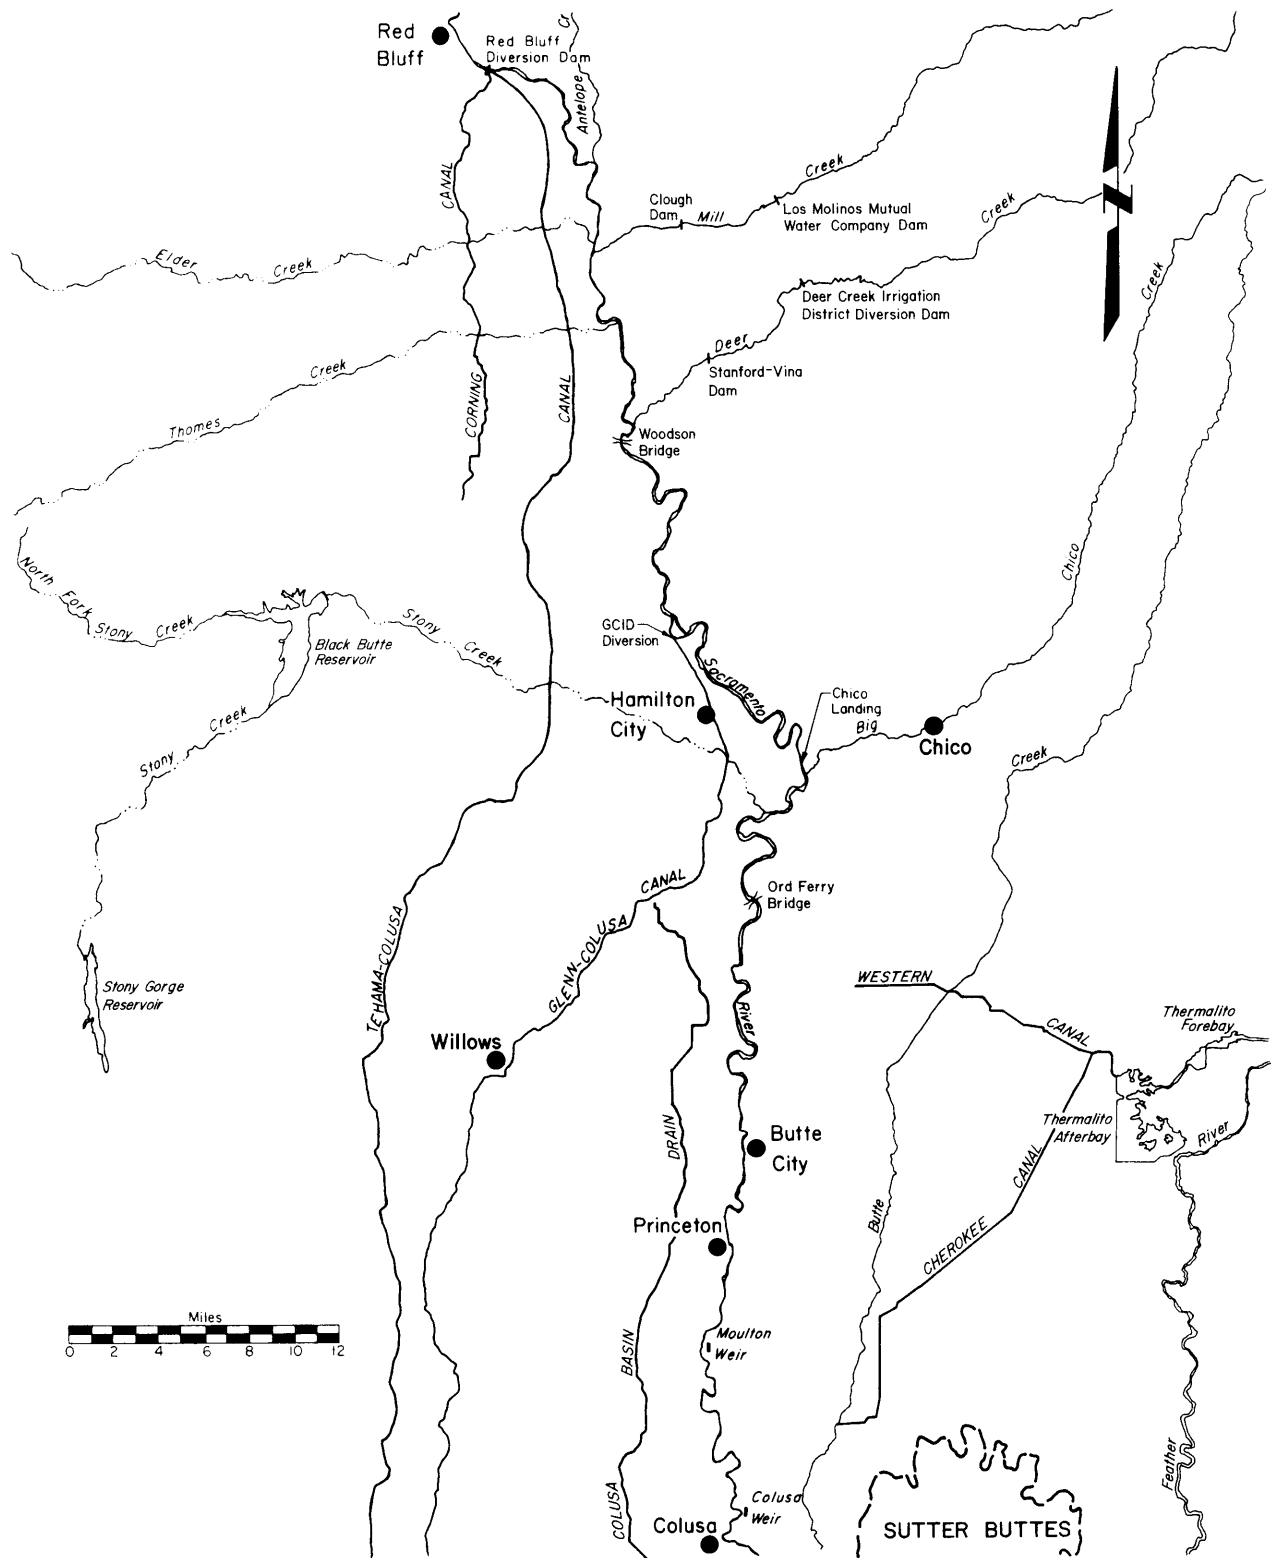 Red
Bluff
Red Bluff
Diversion Dam
Cr
Antelope
CANAL
Clough
Dam
Mill
Creek
Los Molinos Mutual
Water Company Dam
Creek
Elder
Creek
Creek
Deer Creek Irrigation
District Diversion Dam
Deer
Stanford-Vina
Dam
Creek
Thomes
CORNING
CANAL
Woodson
Bridge
Chico
North Fork
Stony
Creek
Stony
Creek
Black Butte
Reservoir
GCID
Diversion
Sacramento
Hamilton
City
Chico
Landing
Big
Chico
Creek
Stony
Creek
CANAL
Ord Ferry
Bridge
TEHAMA-COLUSA
GLENN-COLUSA
Stony Gorge
Reservoir
WESTERN
CANAL
River
Thermalito
Forebay
Willows
Thermalito
Afterbay
River
DRAIN
Butte
City
CANAL
Princeton
Butte
CHEROKEE
Miles
0 2 4 6 8 10 12
BASIN
Moulton
Weir
Feather
COLUSA
Colusa
Weir
Colusa
SUTTER BUTTES
N